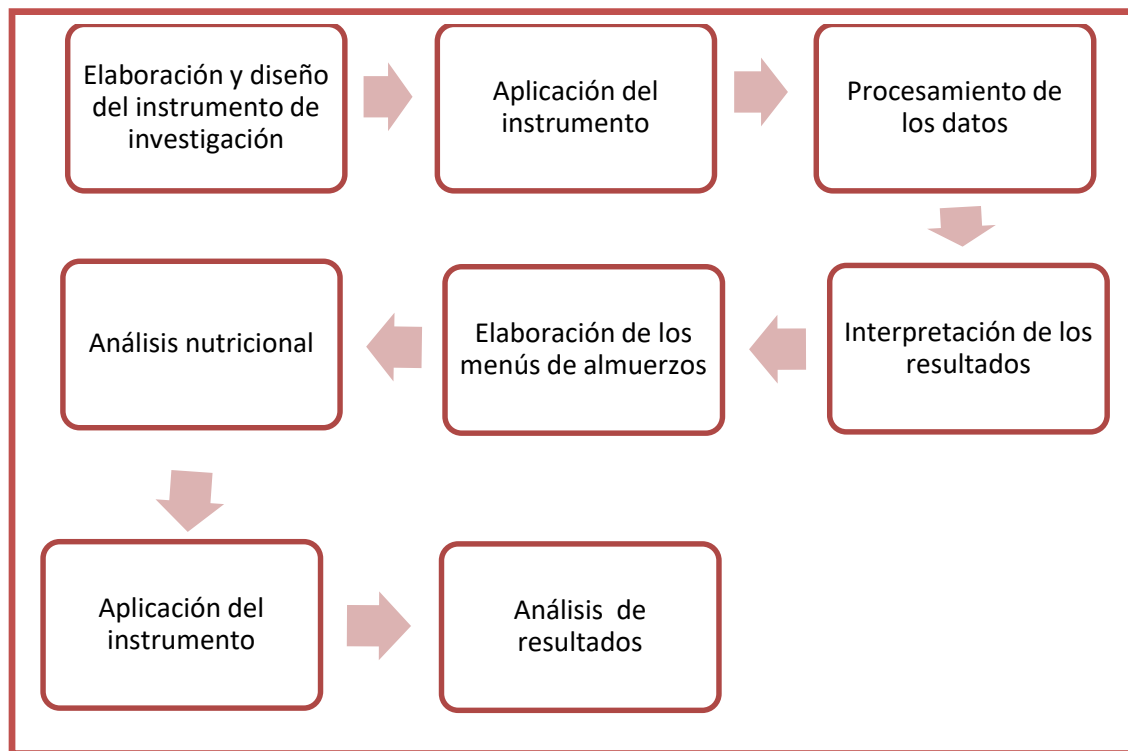 Elaboración y diseño
del instrumento de
investigación
Aplicación del
instrumento
Procesamiento de
los datos
Interpretación de los
resultados
Elaboración de los
menús de almuerzos
Análisis nutricional
Aplicación del
instrumento
Análisis  de
resultados